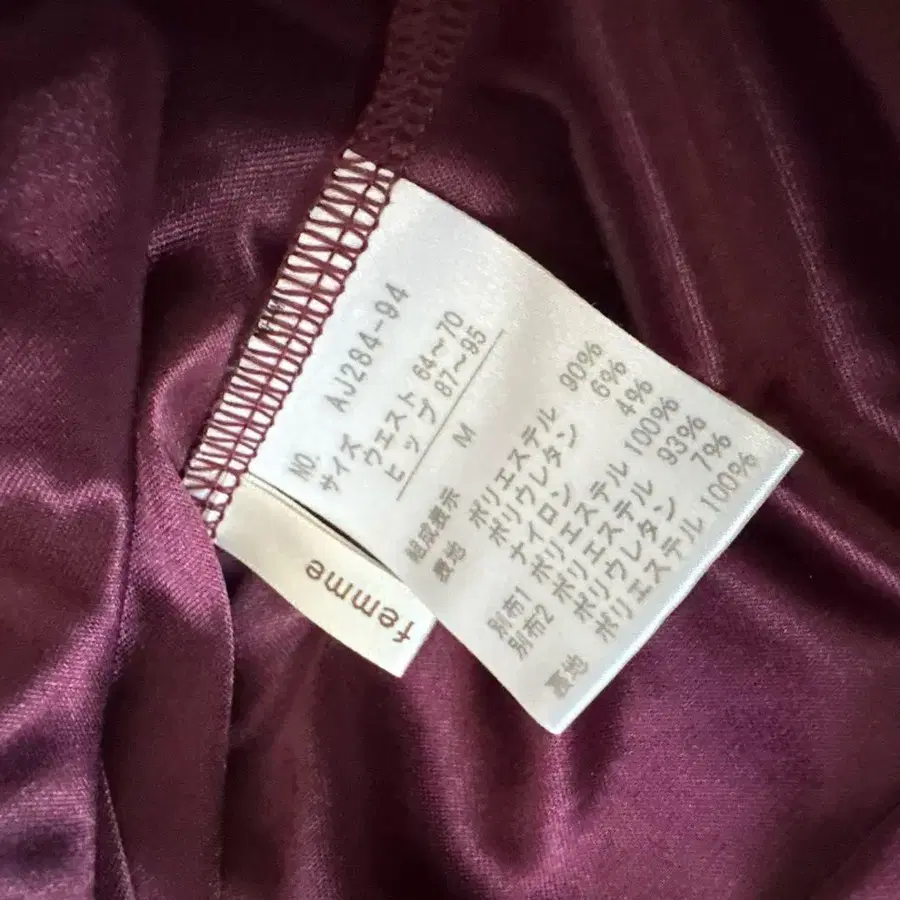 NO. AJ284-94
サイズ
ウエスト 64～70
ヒップ 87～95
M
組成表示
表地 ポリエステル 90%
ポリウレタン 6%
ナイロン 4%
別布1 ポリエステル 100%
別布2 ポリエステル 93%
ポリウレタン 7%
裏地 ポリエステル 100%
femme